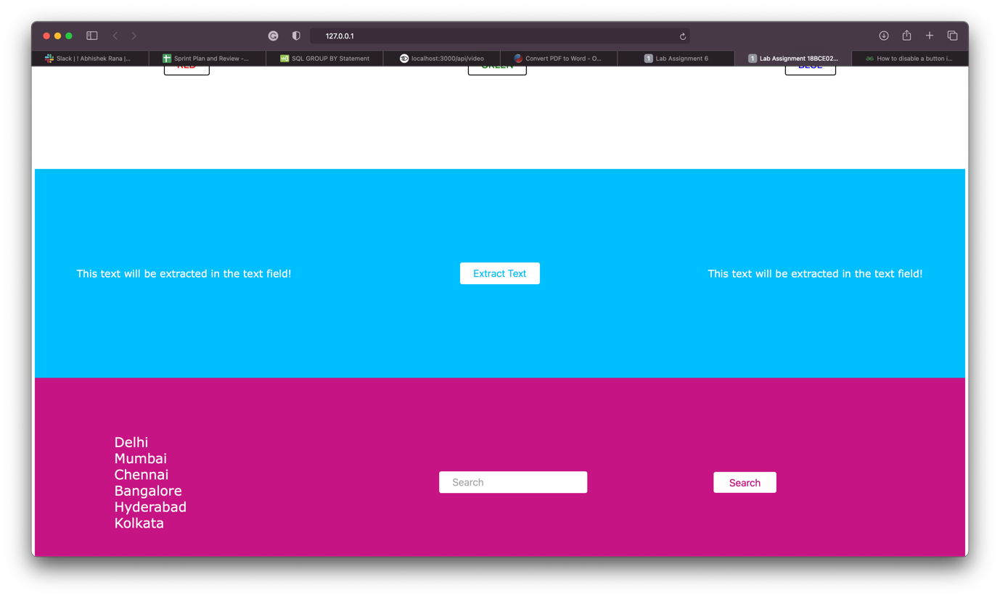 127.0.0.1
Slack | ! Abhishek Rana |...
Sprint Plan and Review -...
SQL GROUP BY Statement
localhost:3000/api/video
Convert PDF to Word - O...
1 Lab Assignment 6
1 Lab Assignment 18BCE02...
How to disable a button i...
RED
GREEN
BLUE
This text will be extracted in the text field!
Extract Text
This text will be extracted in the text field!
Delhi
Mumbai
Chennai
Bangalore
Hyderabad
Kolkata
Search
Search